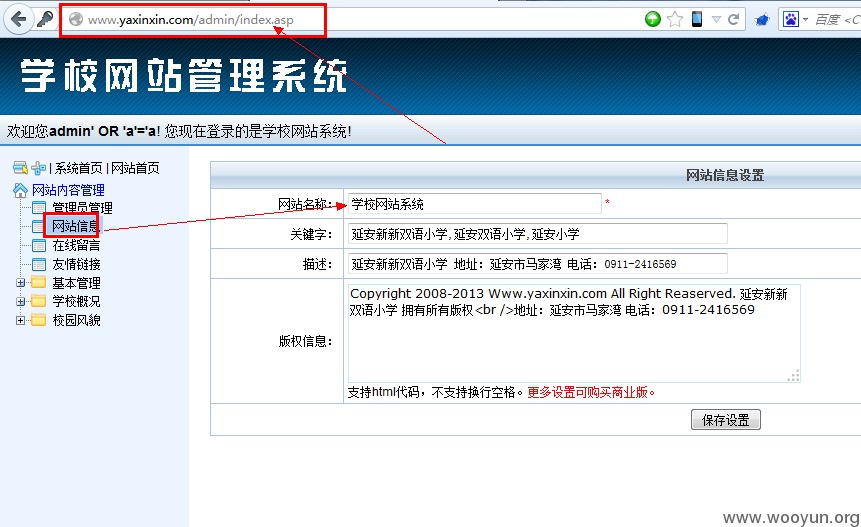 www.yaxinxin.com/admin/index.asp
百度 <C
学校网站管理系统
欢迎您admin' OR 'a'='a! 您现在登录的是学校网站系统!
| 系统首页 | 网站首页
网站内容管理
管理员管理
网站信息
在线留言
友情链接
基本管理
学校概况
校园风貌
网站信息设置
网站名称: 学校网站系统 *
关键字: 延安新新双语小学,延安双语小学,延安小学
描述: 延安新新双语小学 地址: 延安市马家湾 电话: 0911-2416569
版权信息:
Copyright 2008-2013 Www.yaxinxin.com All Right Reaserved. 延安新新
双语小学 拥有所有版权<br />地址: 延安市马家湾 电话: 0911-2416569
支持html代码，不支持换行空格。更多设置可购买商业版。
保存设置
www.wooyun.org